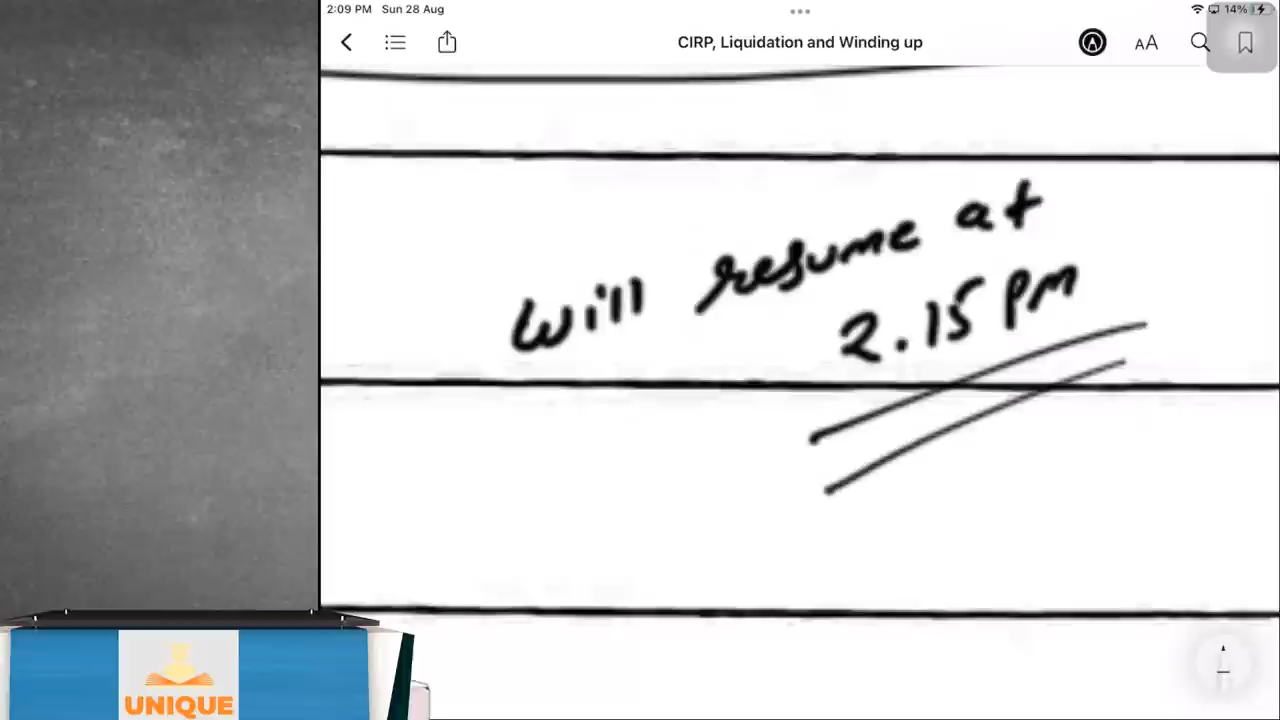 2:09 PM Sun 28 Aug
14%
CIRP, Liquidation and Winding up
AA
will resume at
2.15 pm
UNIQUE